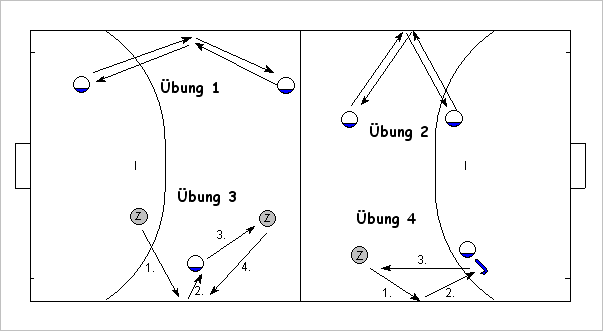 Übung 1
Übung 2
Übung 3
Z
Z
3.
1.
2.
4.
Übung 4
Z
3.
1.
2.